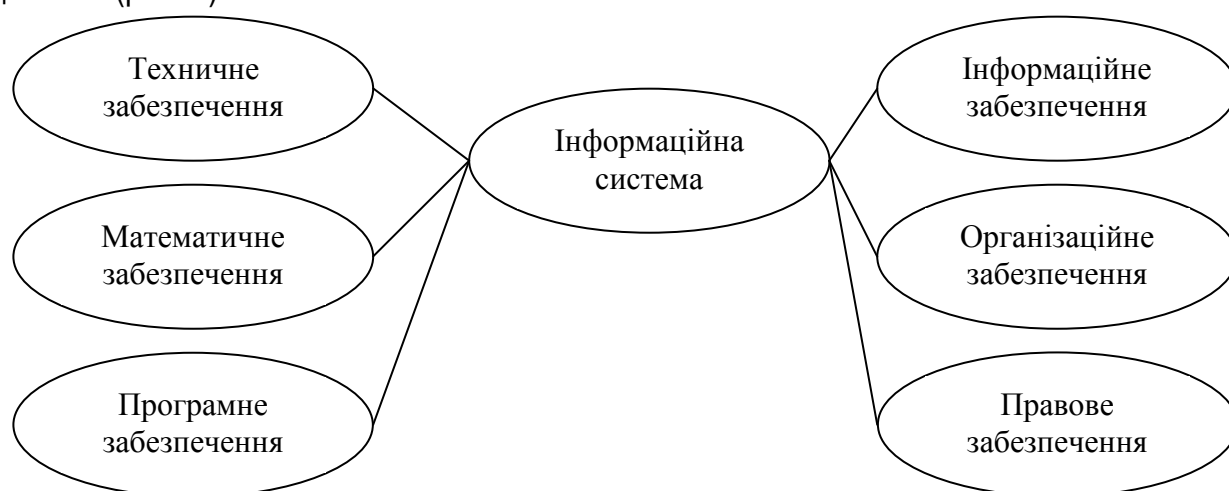 Техничне
забезпечення
Математичне
забезпечення
Програмне
забезпечення
Інформаційна
система
Інформаційне
забезпечення
Організаційне
забезпечення
Правове
забезпечення